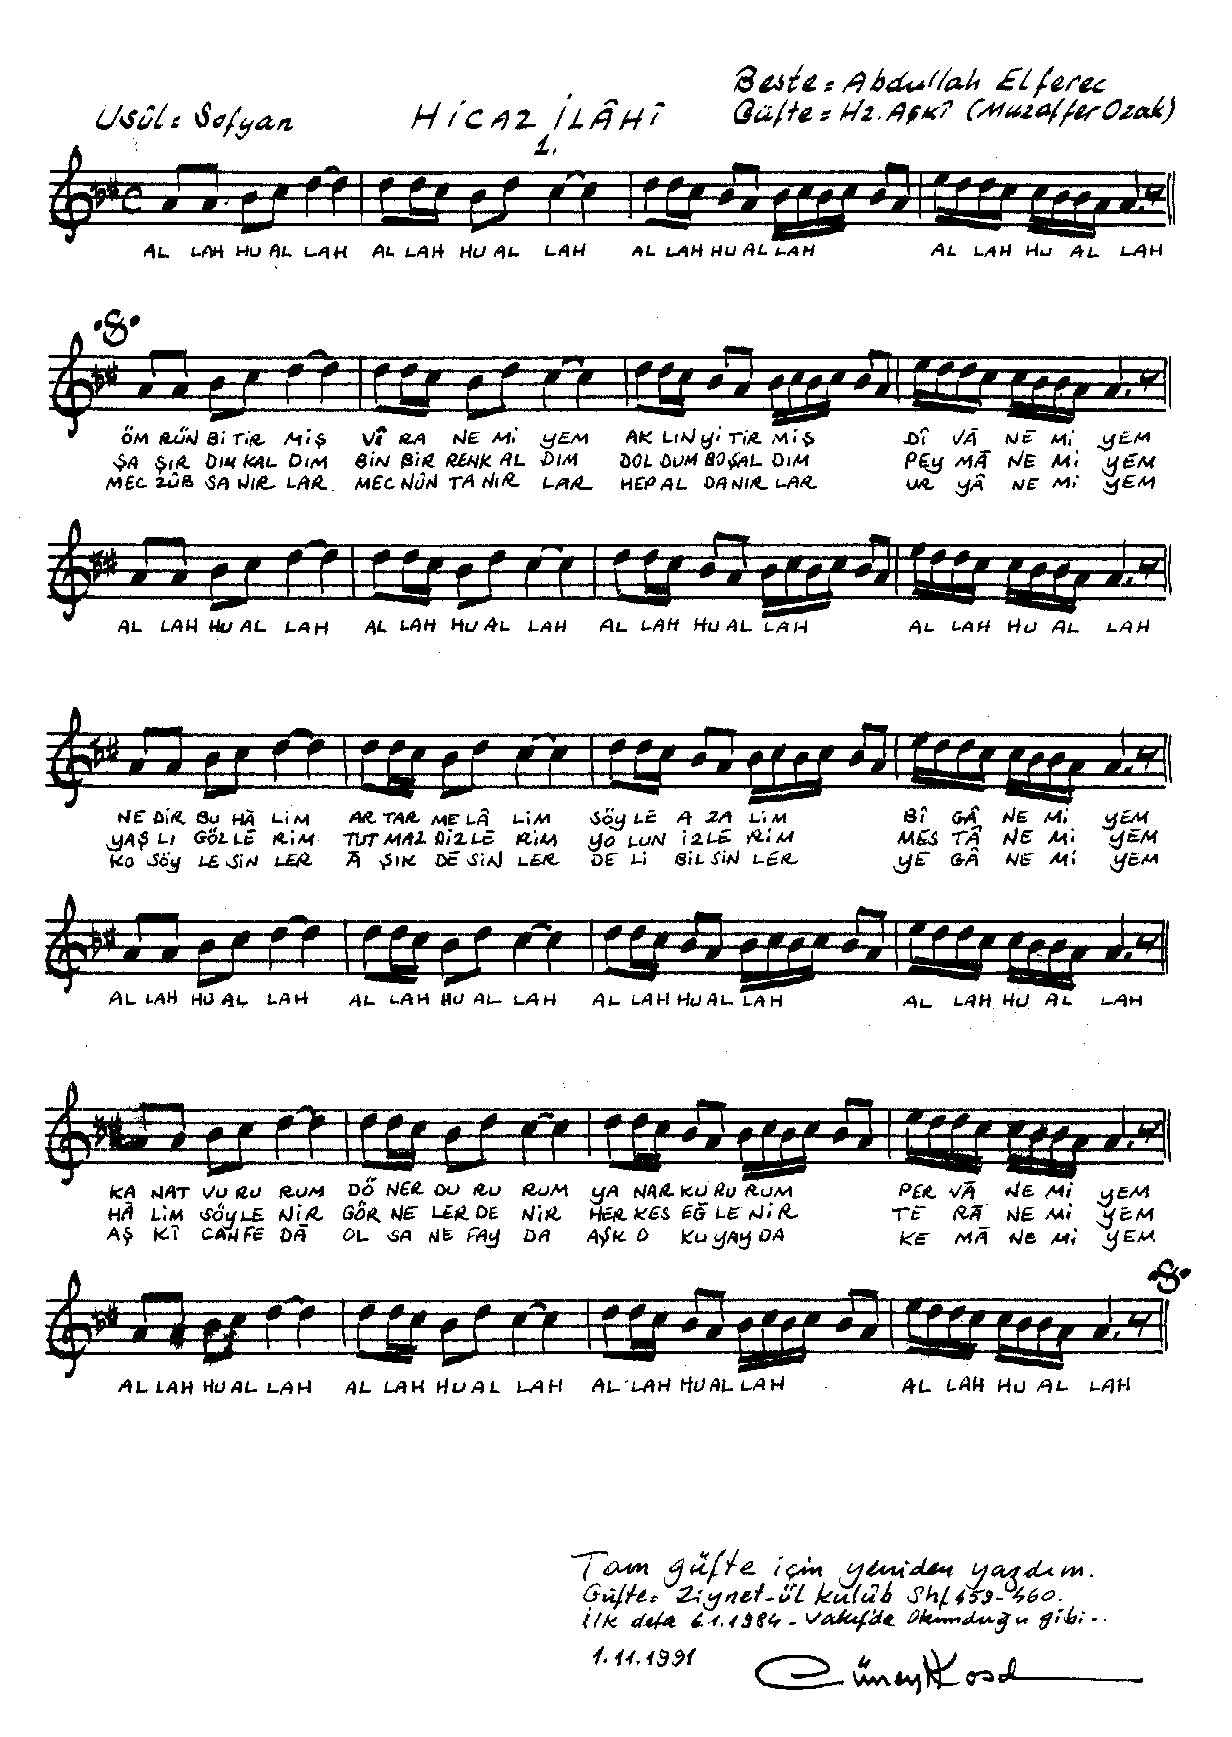 Beste = Abdullah Elferec
Usûl = Sofyan HİCAZ İLÂHÎ Güfte = Hz. Aşkî (Muzaffer Ozak)
1.
AL LAH HU AL LAH AL LAH HU AL LAH AL LAH HU AL LAH AL LAH HU AL LAH
ÖM RÜN Bİ TİR MİŞ VÎ RA NE Mİ YEM AK LIN Yİ TİR MİŞ DÎ VÂ NE Mİ YEM
ŞA ŞIR DIM KAL DIM BİN BİR RENK AL DIM DOL DUM BOŞAL DIM PEY MÂ NE Mİ YEM
MEC ZÛB SA NIR LAR MEC NÛN TA NIR LAR HEP AL DA NIR LAR UR YÂ NE Mİ YEM
AL LAH HU AL LAH AL LAH HU AL LAH AL LAH HU AL LAH AL LAH HU AL LAH
NE DİR BU HÂ LİM AR TAR ME LÂ LİM SÖY LE A ZA LİM BÎ GÂ NE Mİ YEM
YAŞ LI GÖZ LE RİM TUT MAZ DİZ LE RİM YO LUN İZ LE RİM MES TÂ NE Mİ YEM
KO SÖY LE SİN LER Â ŞIK DE SİN LER DE Lİ BİL SİN LER YE GÂ NE Mİ YEM
AL LAH HU AL LAH AL LAH HU AL LAH AL LAH HU AL LAH AL LAH HU AL LAH
KA NAT VU RU RUM DÖ NER DU RU RUM YA NAR KU RU RUM PER VÂ NE Mİ YEM
HÂ LİM SÖY LE NİR GÖR NE LER DE NİR HER KES EĞ LE NİR TE RÂ NE Mİ YEM
AŞ KÎ CÂN FE DÂ OL SA NE FAY DA AŞK O KU YAY DA KE MÂ NE Mİ YEM
AL LAH HU AL LAH AL LAH HU AL LAH AL LAH HU AL LAH AL LAH HU AL LAH
Tam güfte için yeniden yazdım.
Güfte = Ziynet-ül Kulûb Shf 459-460.
İlk defa 6.1.1984 - Vakıf'da Okunduğu gibi..
1.11.1991 Cüneyt Kosal